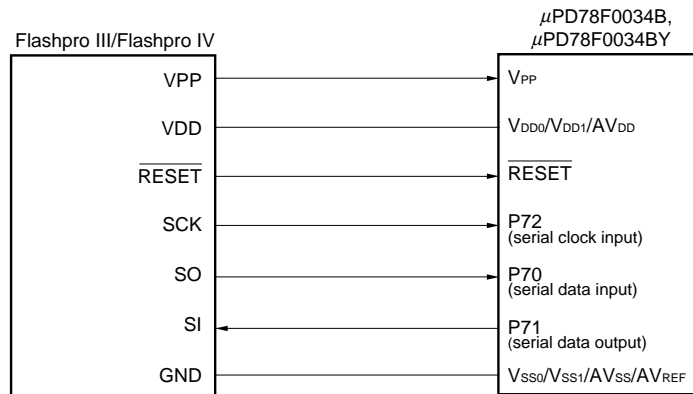 μPD78F0034B,
Flashpro III/Flashpro IV μPD78F0034BY
VPP VPP
VDD VDD0/VDD1/AVDD
RESET RESET
SCK P72
(serial clock input)
SO P70
(serial data input)
SI P71
(serial data output)
GND VSS0/VSS1/AVSS/AVREF